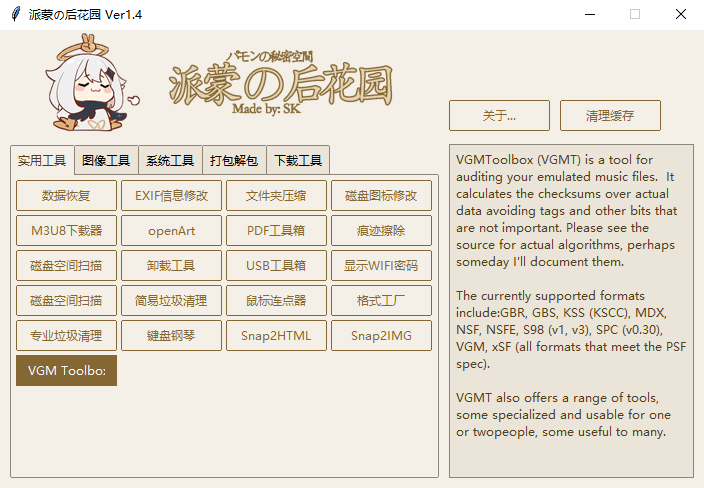 派蒙の后花园 Ver1.4
パモンの秘密空間
派蒙の后花园
Made by: SK
关于...
清理缓存
实用工具
图像工具
系统工具
打包解包
下载工具
数据恢复
EXIF信息修改
文件夹压缩
磁盘图标修改
M3U8下载器
openArt
PDF工具箱
痕迹擦除
磁盘空间扫描
卸载工具
USB工具箱
显示WIFI密码
磁盘空间扫描
简易垃圾清理
鼠标连点器
格式工厂
专业垃圾清理
键盘钢琴
Snap2HTML
Snap2IMG
VGM Toolbo:
VGMToolbox (VGMT) is a tool for
auditing your emulated music files.  It
calculates the checksums over actual
data avoiding tags and other bits that
are not important. Please see the
source for actual algorithms, perhaps
someday I'll document them.
The currently supported formats
include:GBR, GBS, KSS (KSCC), MDX,
NSF, NSFE, S98 (v1, v3), SPC (v0.30),
VGM, xSF (all formats that meet the PSF
spec).
VGMT also offers a range of tools,
some specialized and usable for one
or twopeople, some useful to many.